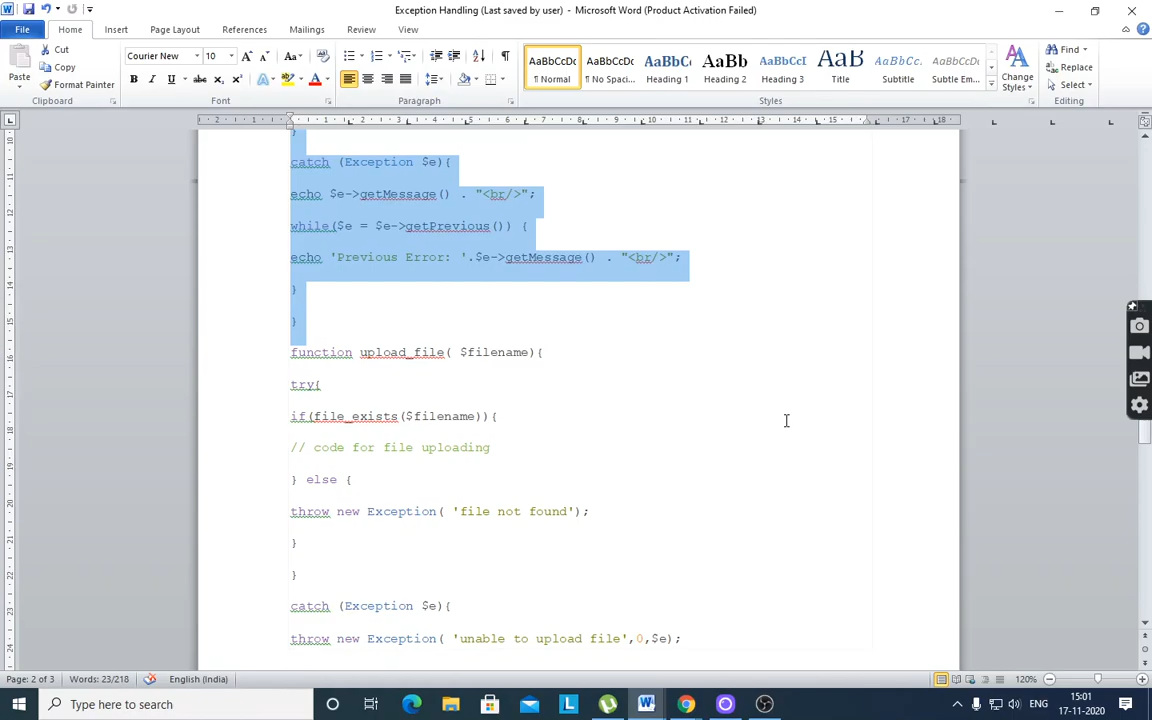 Exception Handling (Last saved by user) - Microsoft Word (Product Activation Failed)
File Home Insert Page Layout References Mailings Review View
Paste
Cut
Copy
Format Painter
Clipboard
Courier New 10
Font
Paragraph
AaBbCcDc AaBbCcDc AaBbC( AaBbCc AaBbCcI AaB AaBbCc. AaBbCcDc
¶ Normal ¶ No Spaci... Heading 1 Heading 2 Heading 3 Title Subtitle Subtle Em...
Change Styles
Styles
Find
Replace
Select
Editing
}
catch (Exception $e){
echo $e->getMessage() . "<br/>";
while($e = $e->getPrevious()) {
echo 'Previous Error: '.$e->getMessage() . "<br/>";
}
}
function upload_file( $filename){
try{
if(file_exists($filename)){
// code for file uploading
} else {
throw new Exception( 'file not found');
}
}
catch (Exception $e){
throw new Exception( 'unable to upload file',0,$e);
Page: 2 of 3 Words: 23/218 English (India) 120%
Type here to search
ENG
15:01
17-11-2020